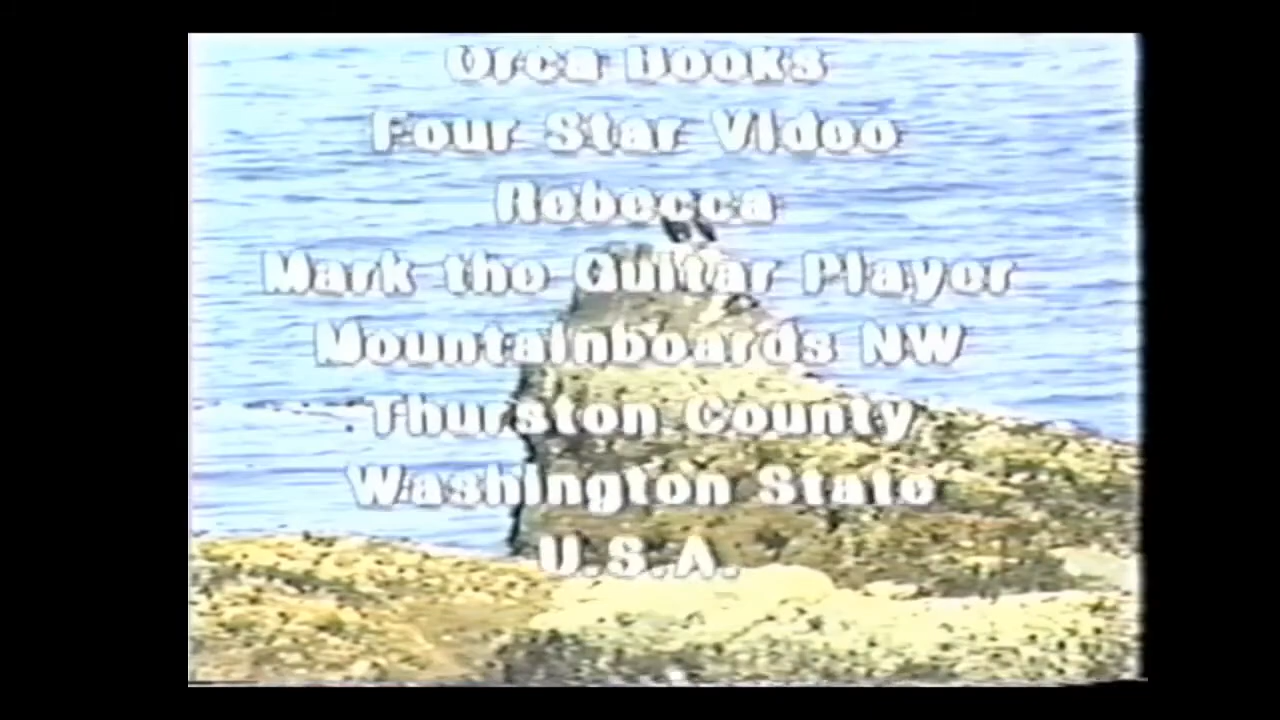 Orca Books
Four Star Video
Rebecca
Mark the Guitar Player
Mountainboards NW
Thurston County
Washington State
U.S.A.